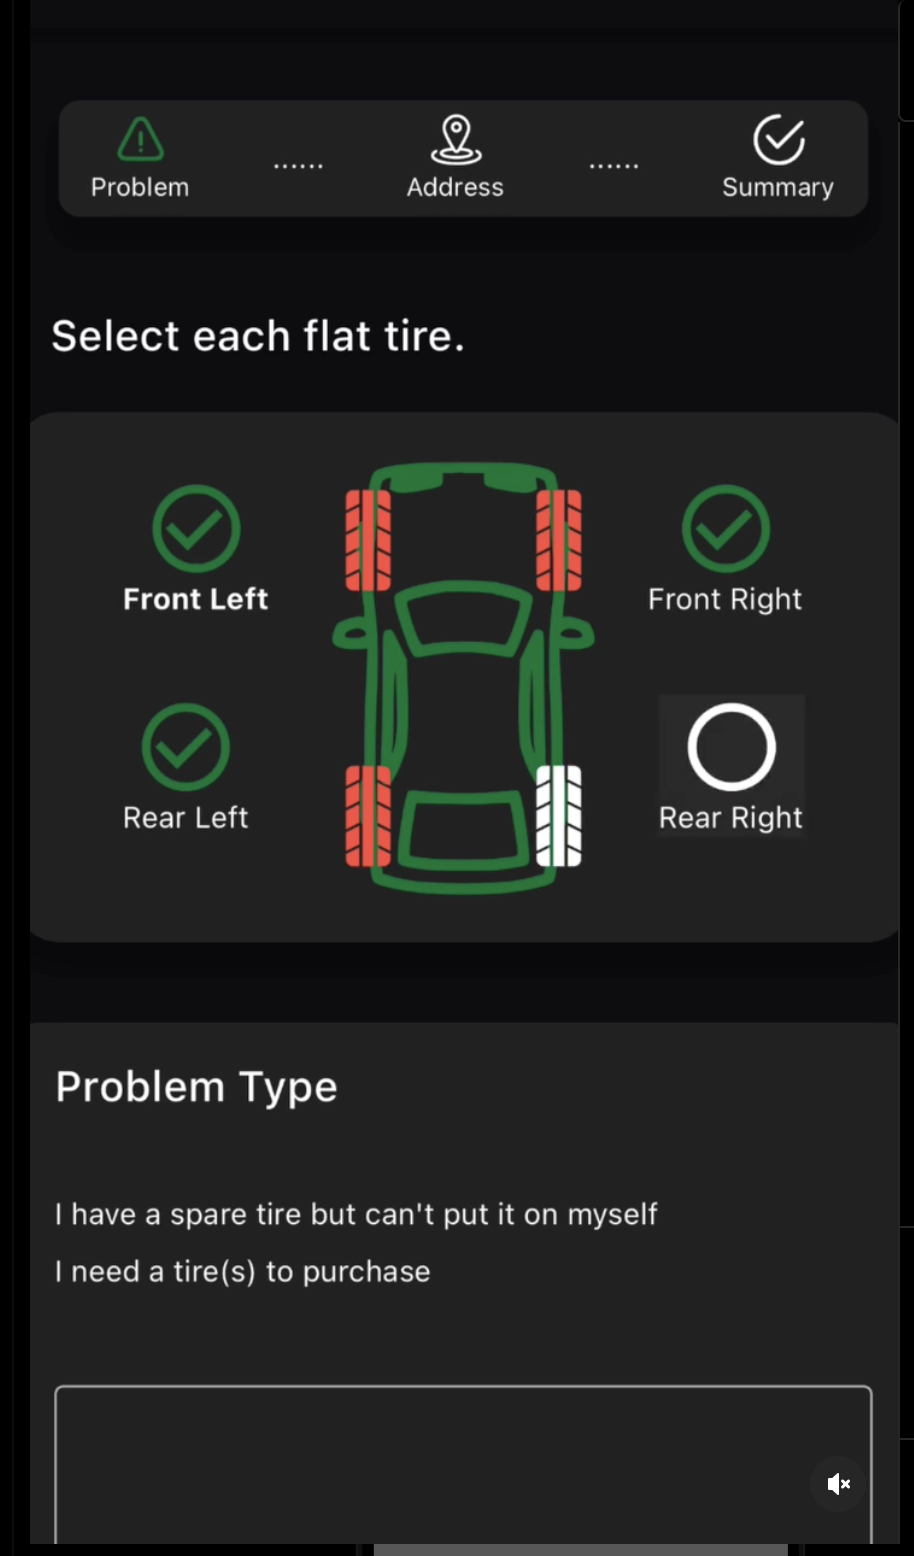 Problem
......
Address
......
Summary
Select each flat tire.
Front Left
Front Right
Rear Left
Rear Right
Problem Type
I have a spare tire but can't put it on myself
I need a tire(s) to purchase